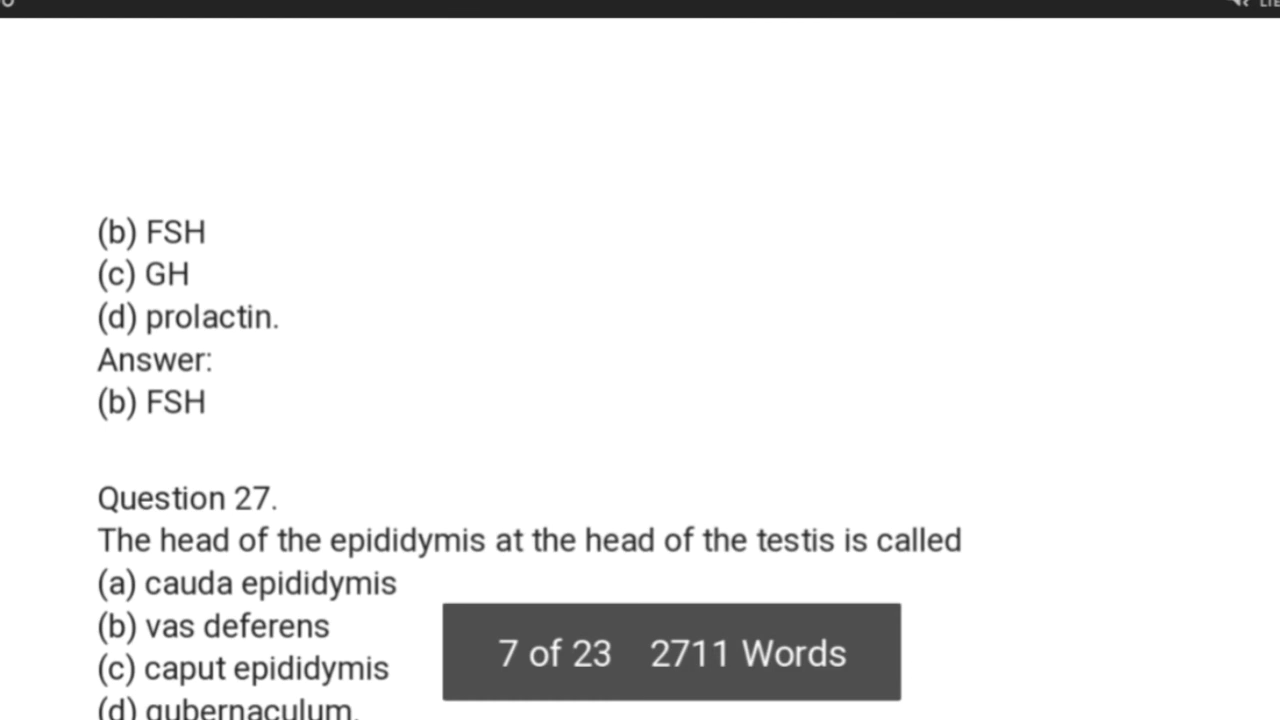 (b) FSH
(c) GH
(d) prolactin.
Answer:
(b) FSH
Question 27.
The head of the epididymis at the head of the testis is called
(a) cauda epididymis
(b) vas deferens
(c) caput epididymis
(d) gubernaculum.
7 of 23 2711 Words